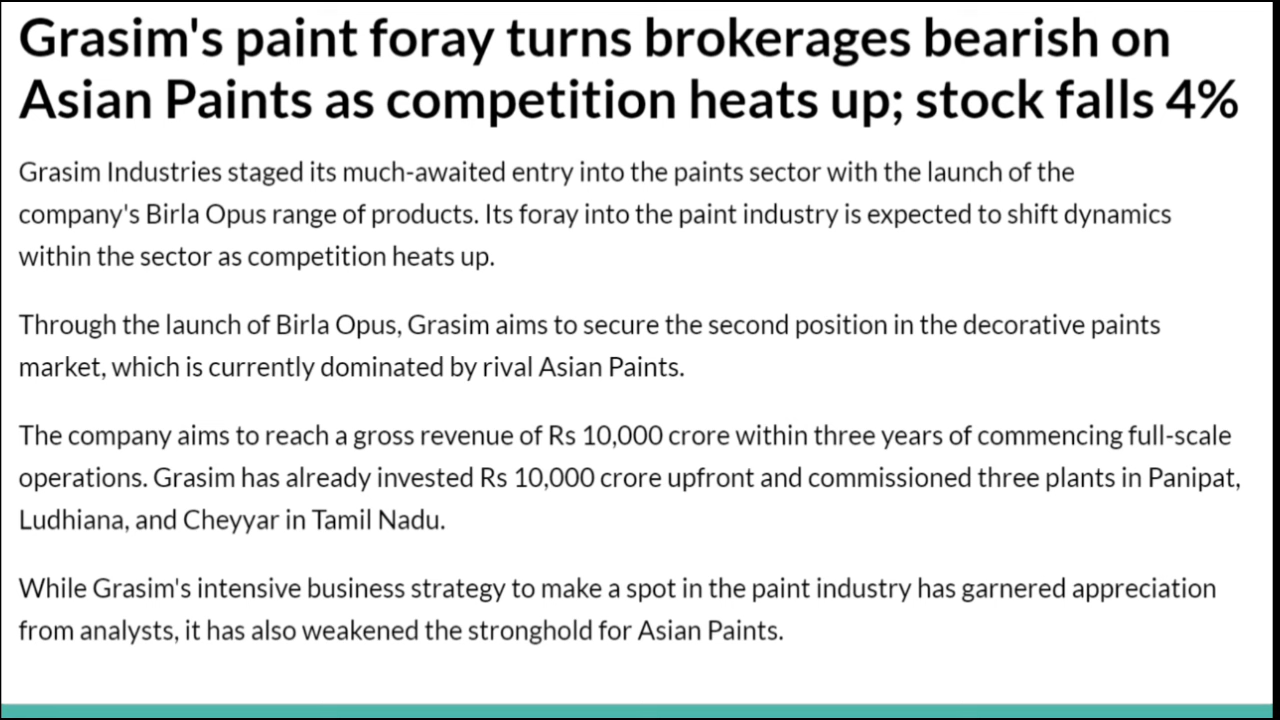 Grasim's paint foray turns brokerages bearish on
Asian Paints as competition heats up; stock falls 4%
Grasim Industries staged its much-awaited entry into the paints sector with the launch of the
company's Birla Opus range of products. Its foray into the paint industry is expected to shift dynamics
within the sector as competition heats up.
Through the launch of Birla Opus, Grasim aims to secure the second position in the decorative paints
market, which is currently dominated by rival Asian Paints.
The company aims to reach a gross revenue of Rs 10,000 crore within three years of commencing full-scale
operations. Grasim has already invested Rs 10,000 crore upfront and commissioned three plants in Panipat,
Ludhiana, and Cheyyar in Tamil Nadu.
While Grasim's intensive business strategy to make a spot in the paint industry has garnered appreciation
from analysts, it has also weakened the stronghold for Asian Paints.